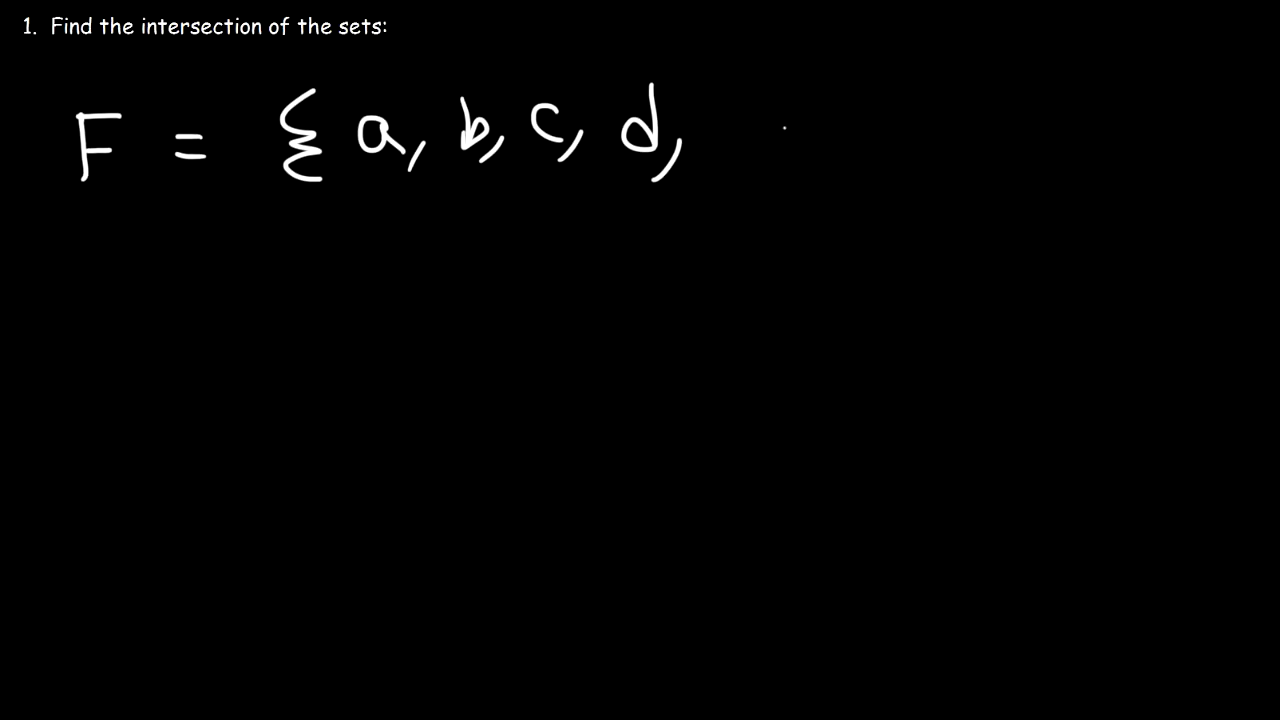 1. Find the intersection of the sets:
F = { a, b, c, d,